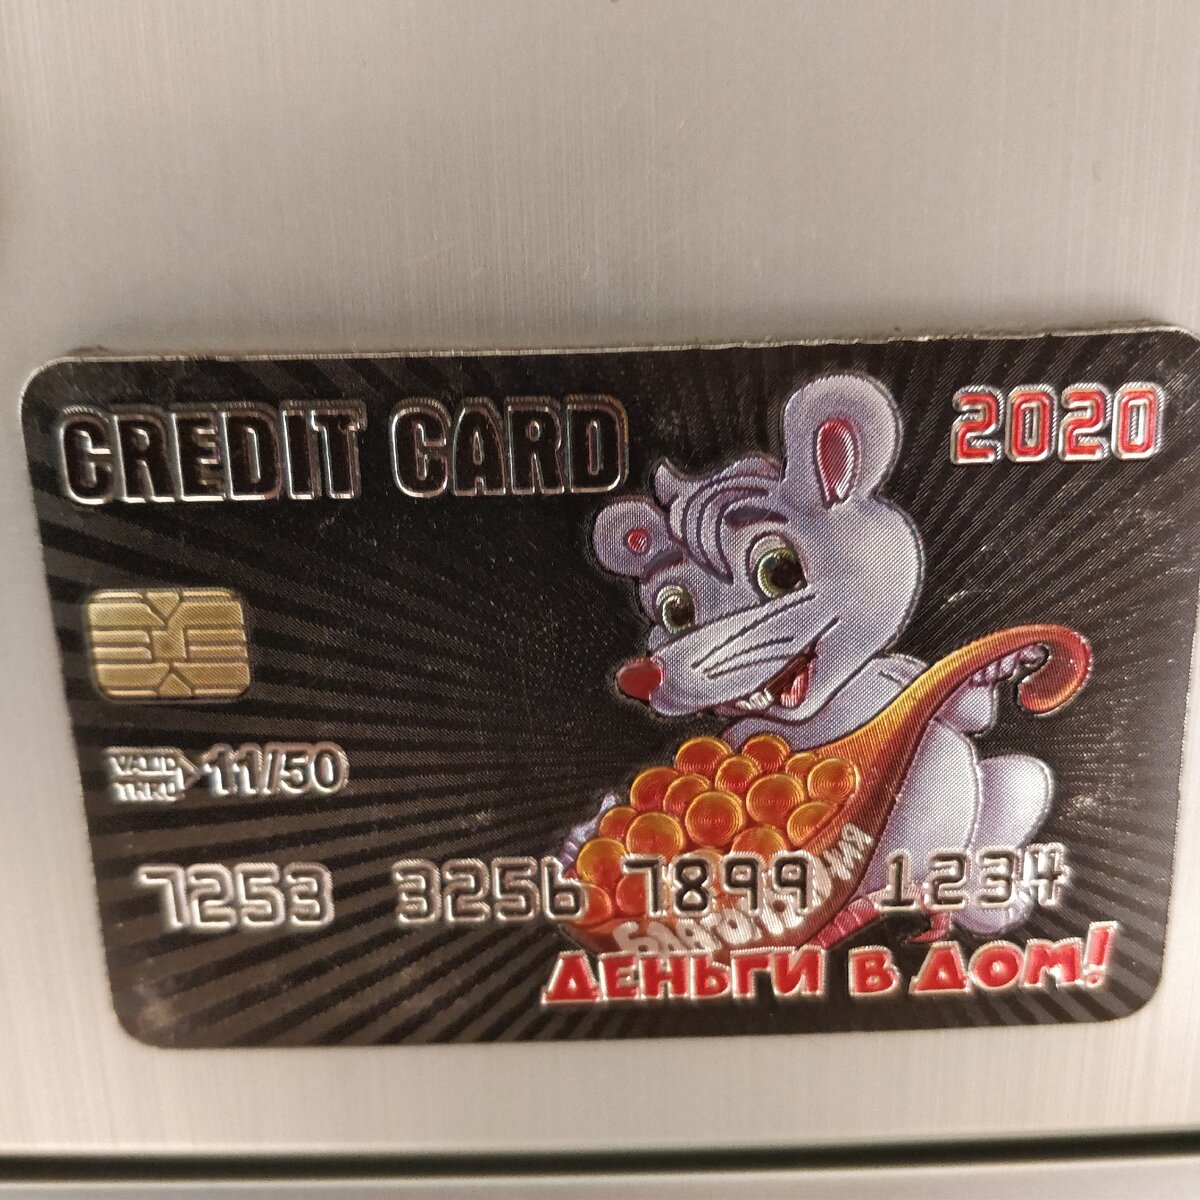 CREDIT CARD
2020
VALID
THRU
11/50
7253 3256 7899 1234
ДЕНЬГИ В ДОМ!